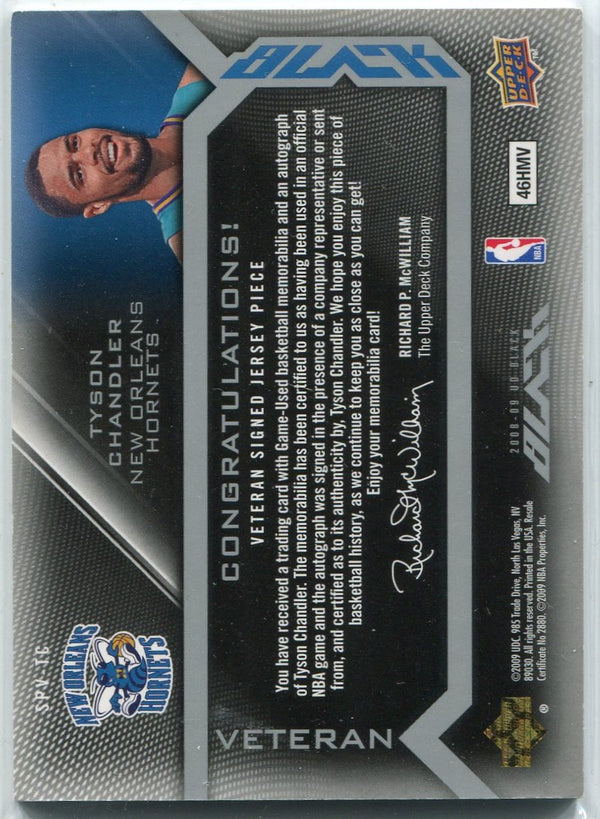 SPV-TC
NEW ORLEANS
HORNETS
TYSON
CHANDLER
NEW ORLEANS
HORNETS
BLACK
VETERAN
CONGRATULATIONS!
VETERAN SIGNED JERSEY PIECE
You have received a trading card with Game-Used basketball memorabilia and an autograph
of Tyson Chandler. The memorabilia has been certified to us as having been used in an official
NBA game and the autograph was signed in the presence of a company representative or sent
from, and certified as to its authenticity by, Tyson Chandler. We hope you enjoy this piece of
basketball history, as we continue to keep you as close as you can get!
Enjoy your memorabilia card!
Richard P. McWilliam
RICHARD P. McWILLIAM
The Upper Deck Company
©2009 UDC, 985 Trade Drive, North Las Vegas, NV
89030. All rights reserved. Printed in the USA. Resale
Certificate No 2880. ©2009 NBA Properties, Inc.
2008-09 UD BLACK
BLACK
NBA
46HMV
UPPER
DECK
TM
®